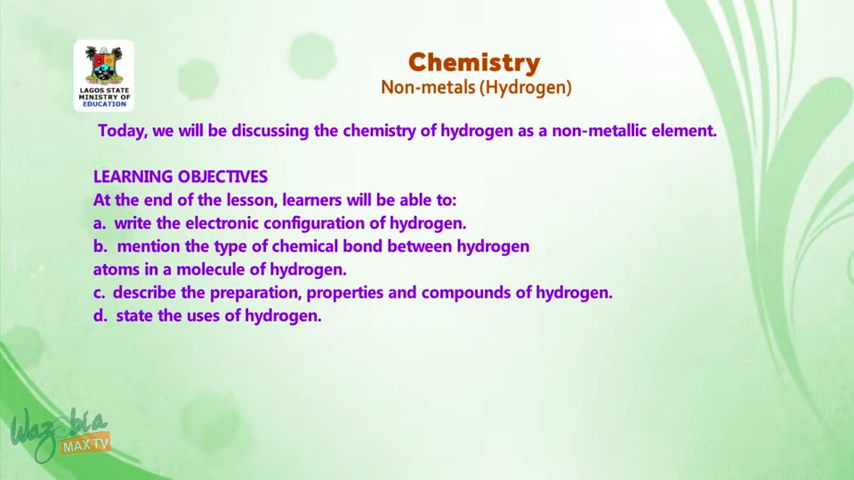 Chemistry
Non-metals (Hydrogen)
LAGOS STATE
MINISTRY OF
EDUCATION
Today, we will be discussing the chemistry of hydrogen as a non-metallic element.
LEARNING OBJECTIVES
At the end of the lesson, learners will be able to:
a. write the electronic configuration of hydrogen.
b. mention the type of chemical bond between hydrogen
atoms in a molecule of hydrogen.
c. describe the preparation, properties and compounds of hydrogen.
d. state the uses of hydrogen.
Wazobia
MAX TV